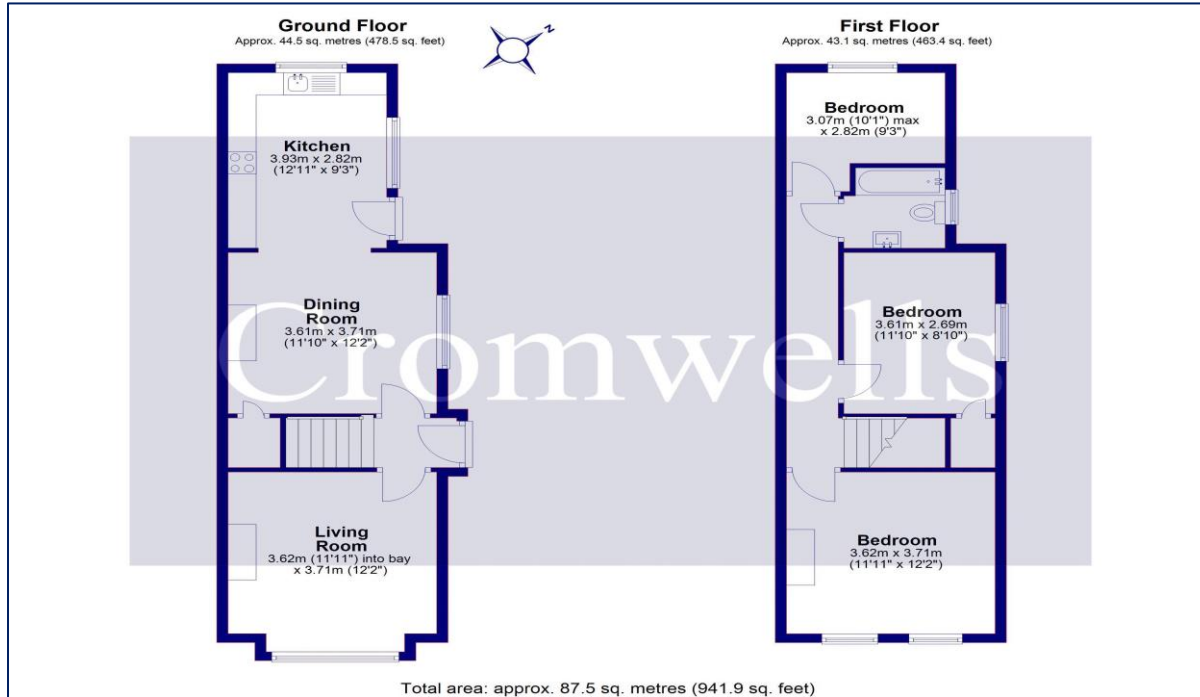 Ground Floor
Approx. 44.5 sq. metres (478.5 sq. feet)
N
Kitchen
3.93m x 2.82m
(12'11" x 9'3")
Dining
Room
3.61m x 3.71m
(11'10" x 12'2")
Living
Room
3.62m (11'11") into bay
x 3.71m (12'2")
First Floor
Approx. 43.1 sq. metres (463.4 sq. feet)
Bedroom
3.07m (10'1") max
x 2.82m (9'3")
Bedroom
3.61m x 2.69m
(11'10" x 8'10")
Bedroom
3.62m x 3.71m
(11'11" x 12'2")
Cromwells
Total area: approx. 87.5 sq. metres (941.9 sq. feet)